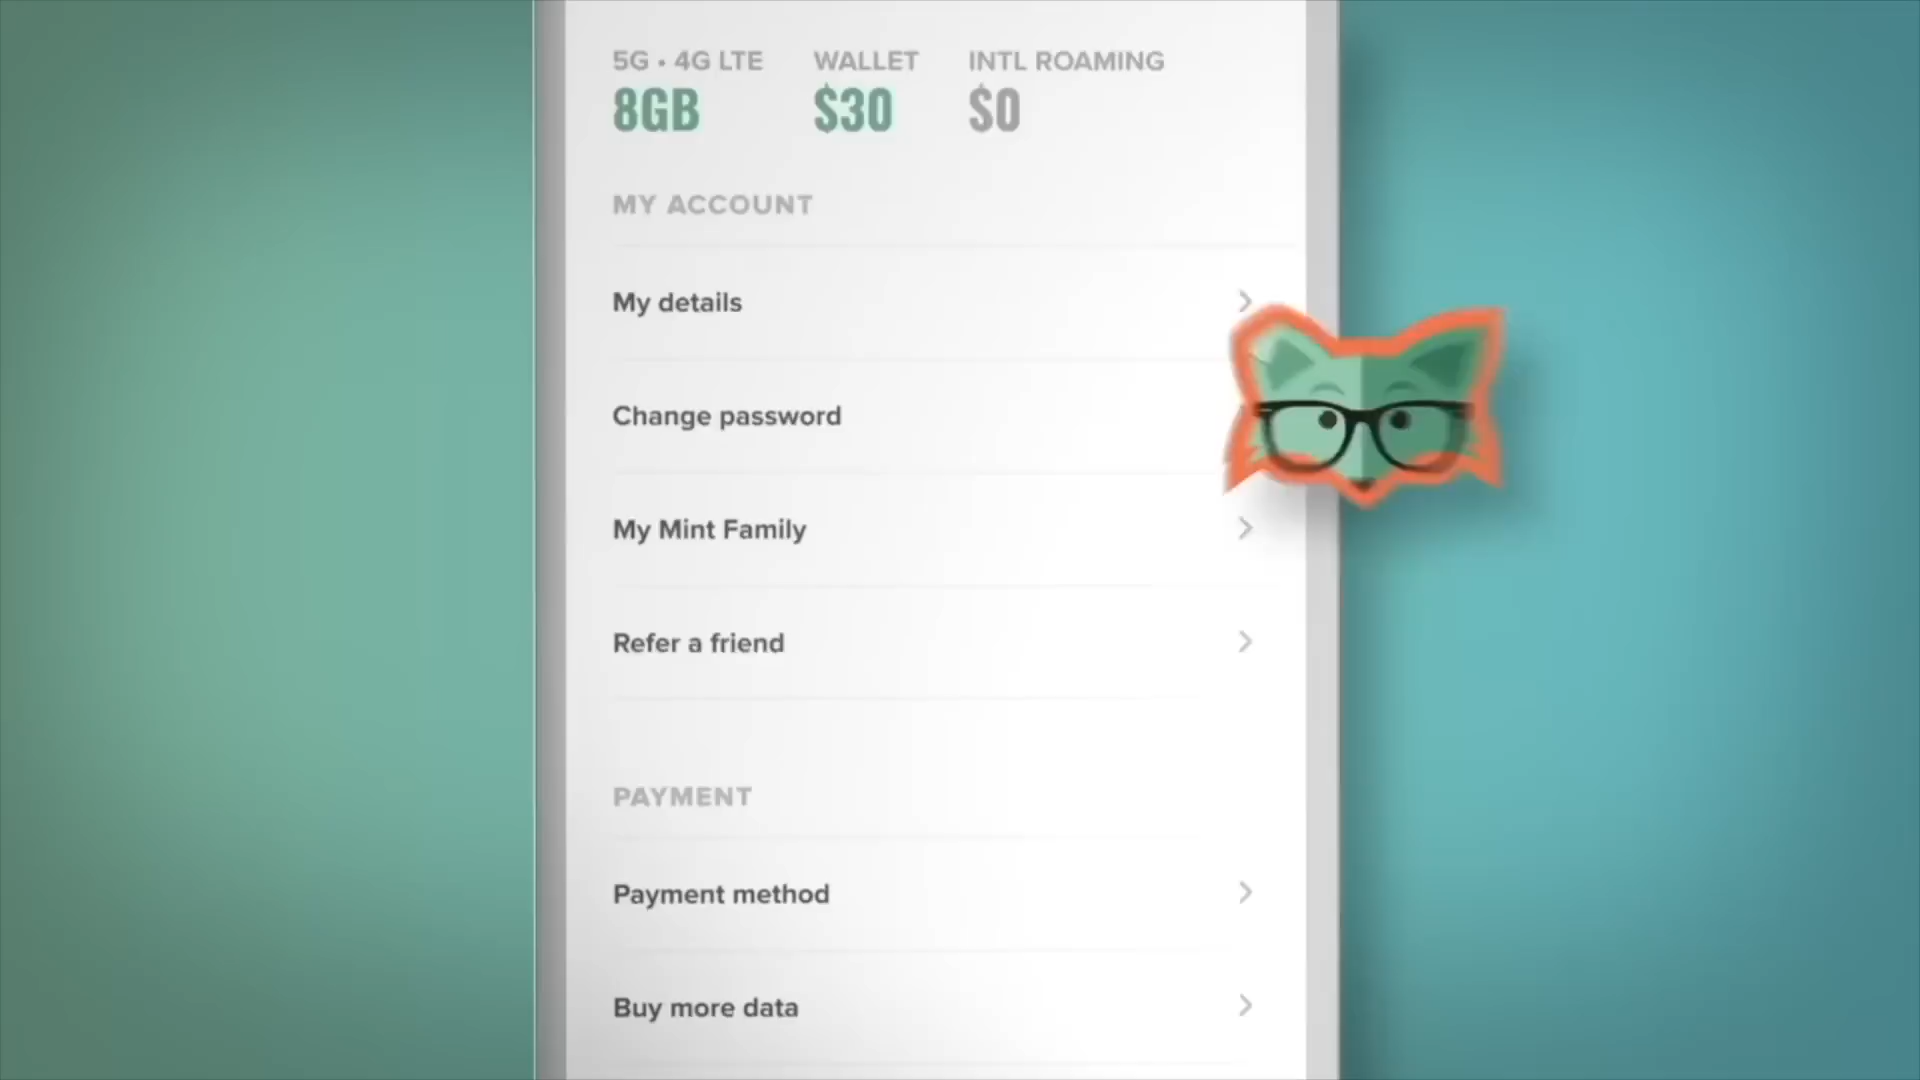 5G • 4G LTE WALLET INTL ROAMING
8GB $30 $0
MY ACCOUNT
My details
Change password
My Mint Family
Refer a friend
PAYMENT
Payment method
Buy more data